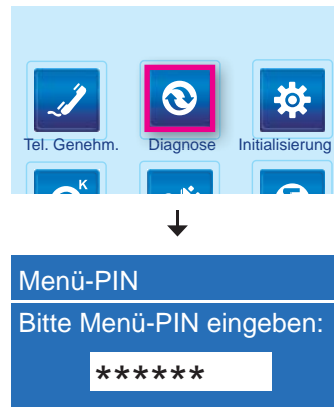 Tel. Genehm. Diagnose Initialisierung
K
Menü-PIN
Bitte Menü-PIN eingeben:
******